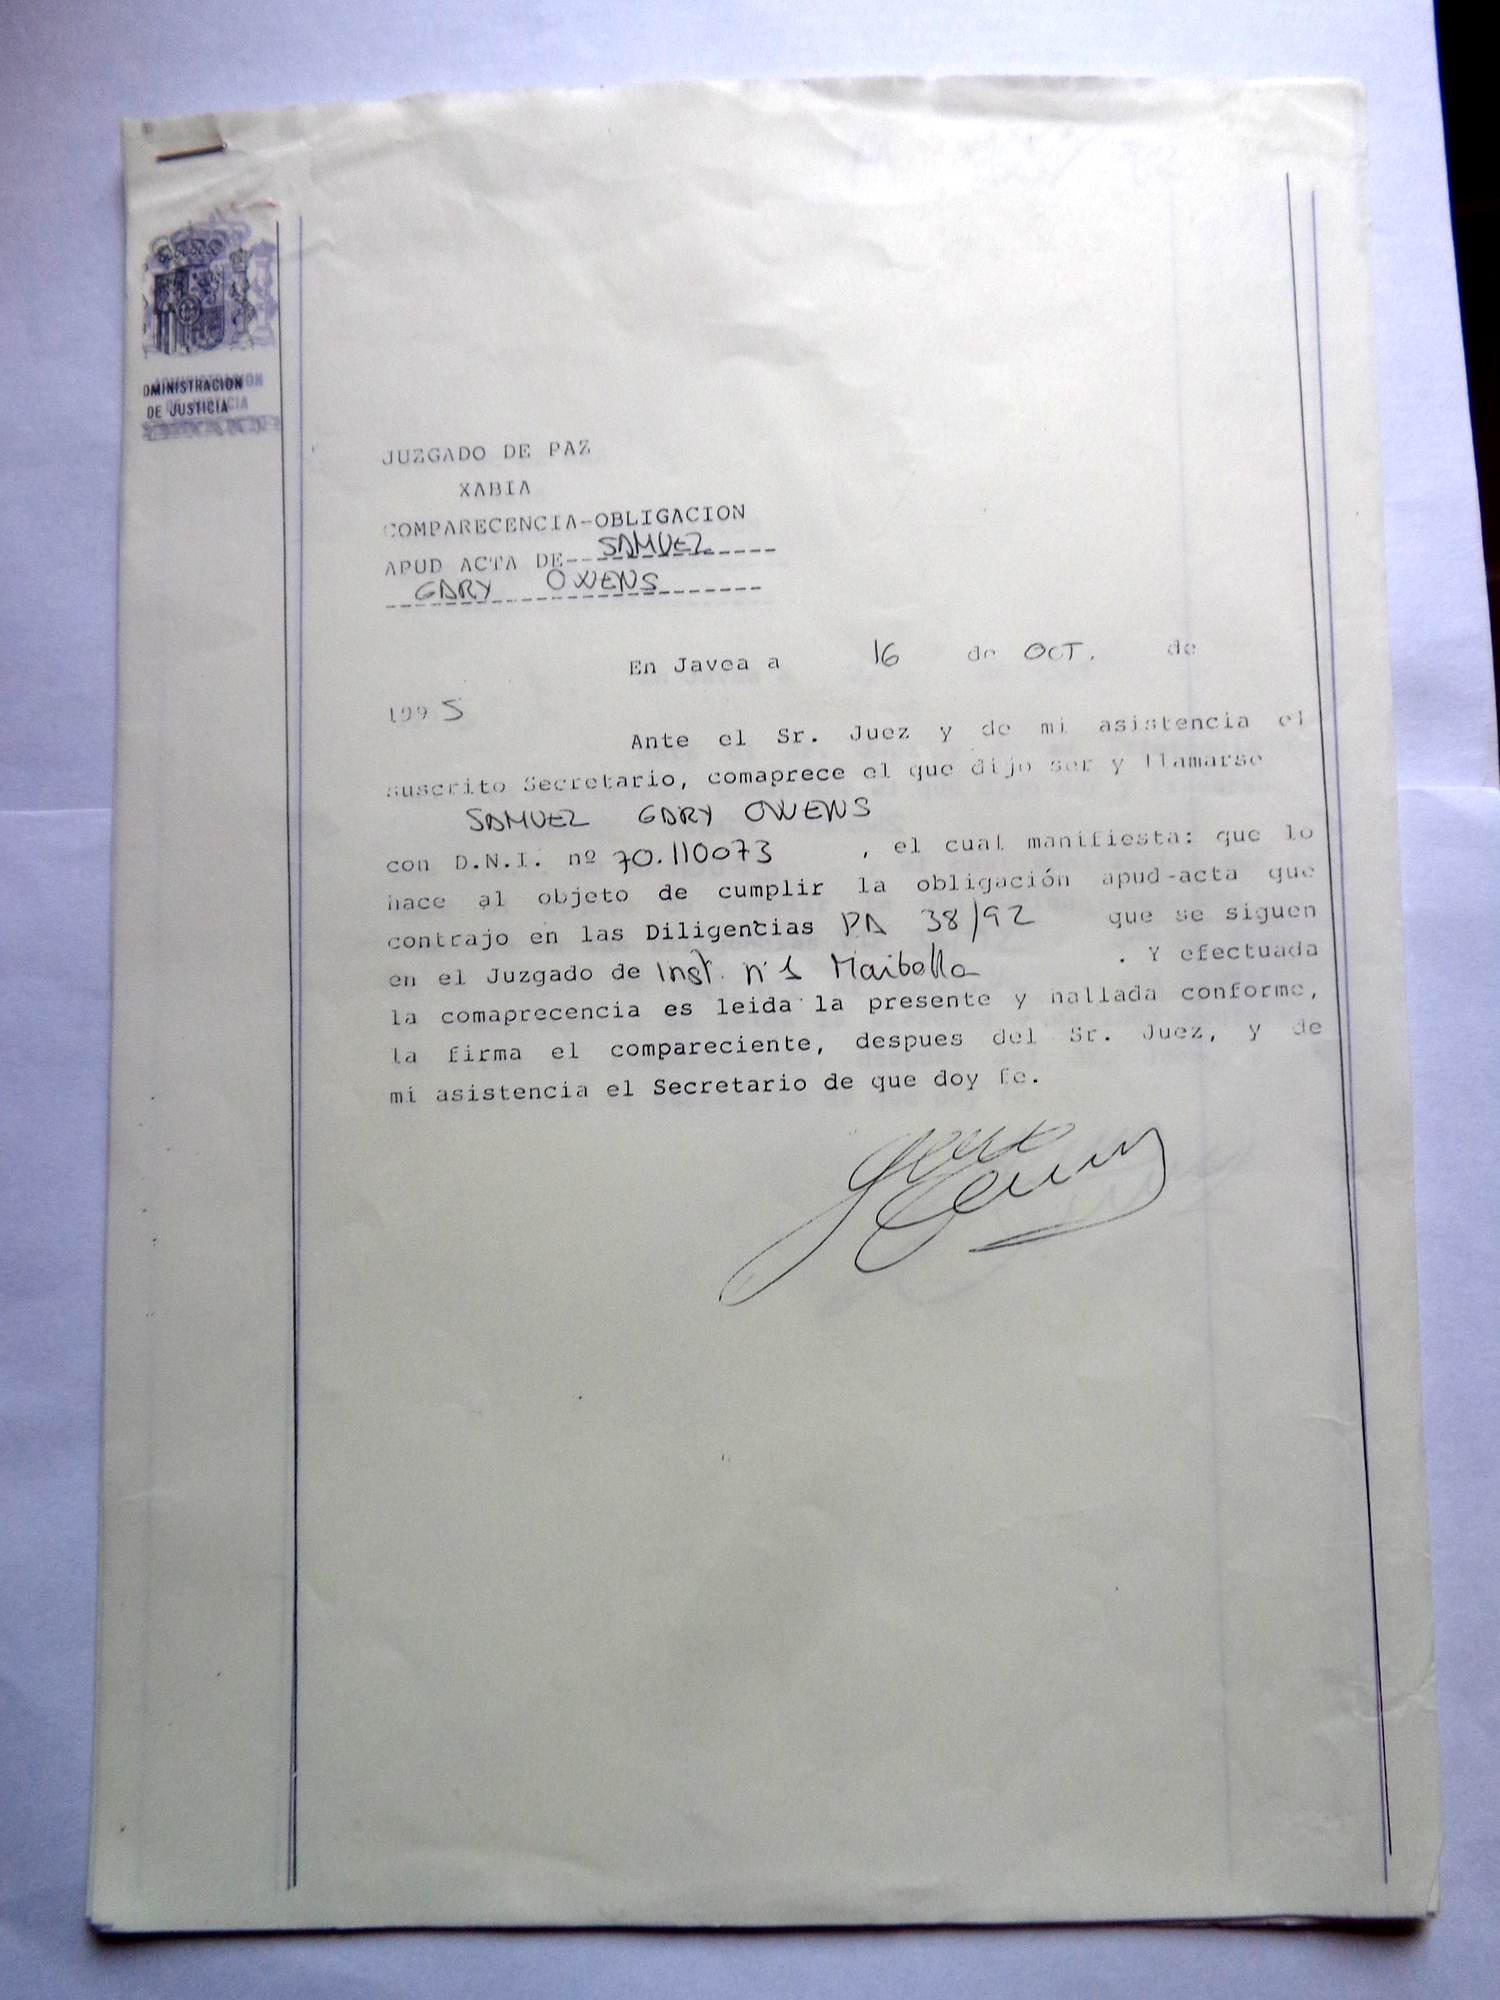 DMINISTRACION
DE JUSTICIA
JUZGADO DE PAZ
XABIA
COMPARECENCIA-OBLIGACION
APUD ACTA DE-- SAMUEL
GARY OWENS
En Javea a 16 de OCT. de
1995
Ante el Sr. Juez y de mi asistencia el
suscrito Secretario, comaprece el que dijo ser y llamarse
SAMUEL GARY OWENS
con D.N.I. nº 70.110073 , el cual manifiesta: que lo
hace al objeto de cumplir la obligación apud-acta que
contrajo en las Diligencias PA 38/92 que se siguen
en el Juzgado de Inst. nº 1 Marbella . Y efectuada
la comaprecencia es leida la presente y hallada conforme,
la firma el compareciente, despues del Sr. Juez, y de
mi asistencia el Secretario de que doy fe.